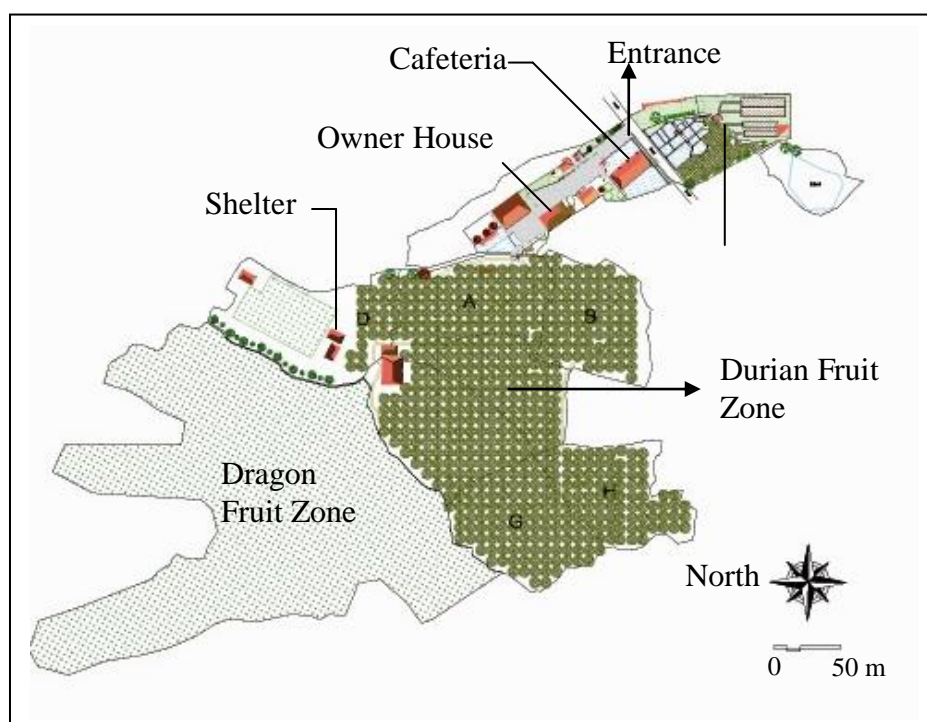 Cafeteria
Entrance
Owner House
Shelter
A
D
Durian Fruit
Zone
Dragon
Fruit Zone
G
North
0 50 m